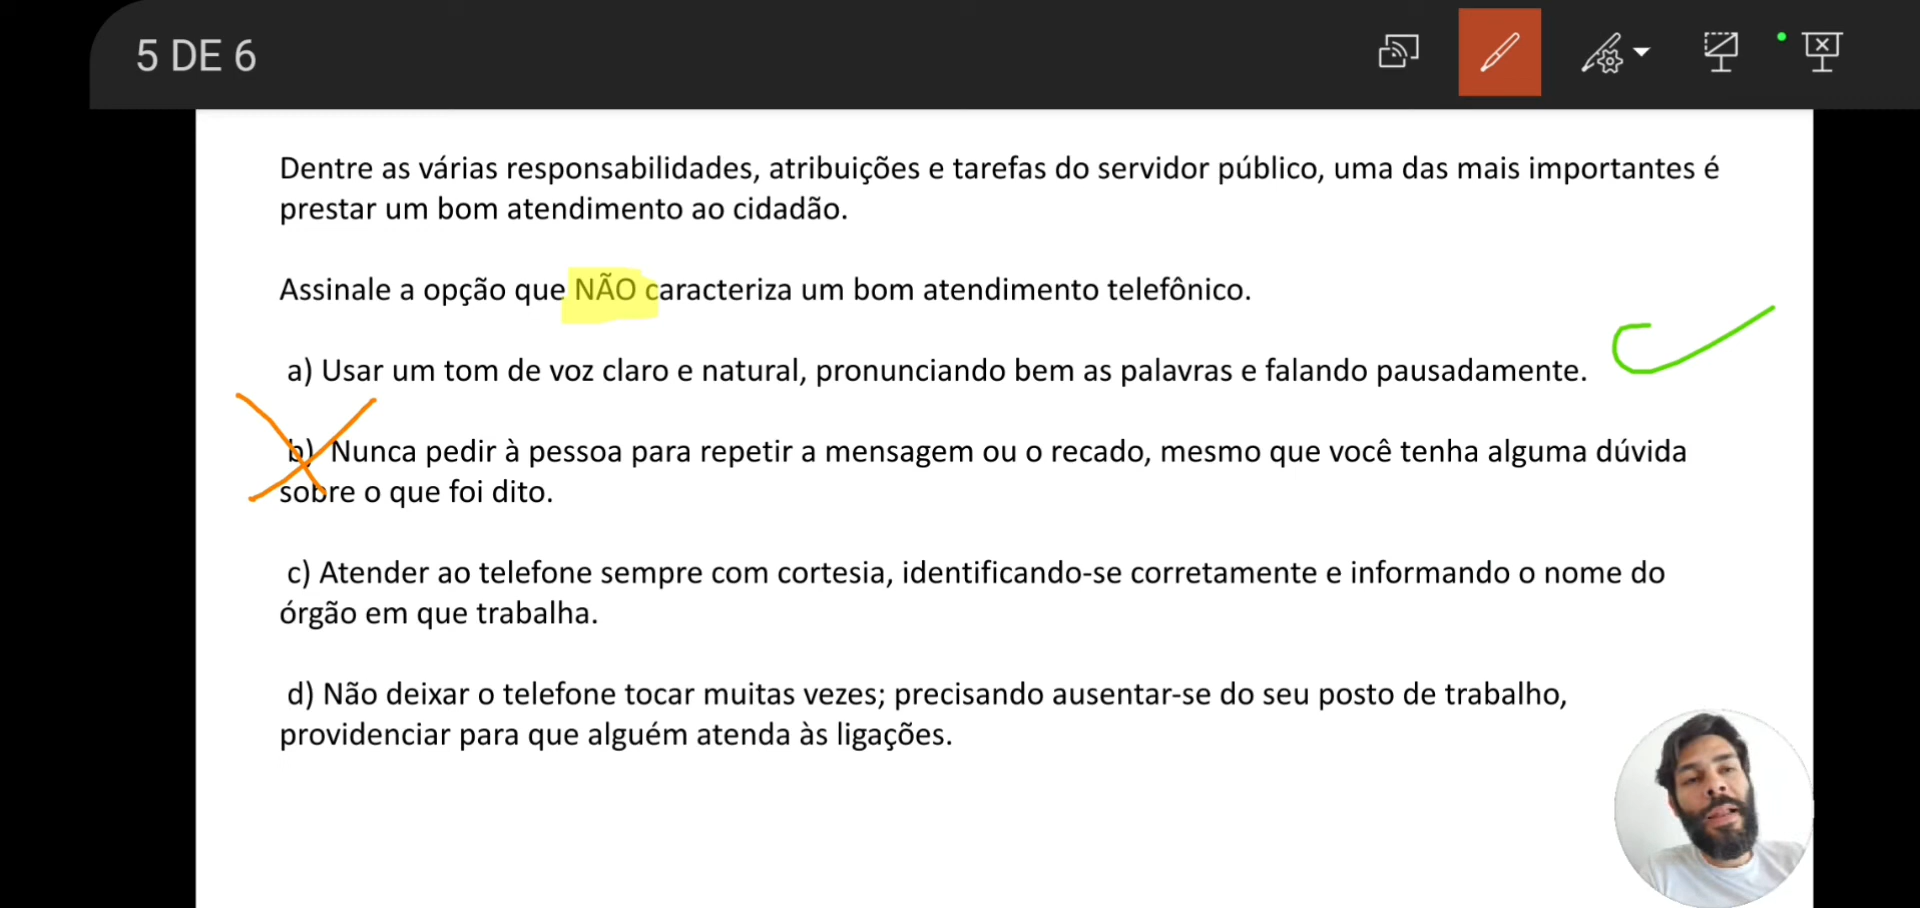 5 DE 6
Dentre as várias responsabilidades, atribuições e tarefas do servidor público, uma das mais importantes é
prestar um bom atendimento ao cidadão.
Assinale a opção que NÃO caracteriza um bom atendimento telefônico.
a) Usar um tom de voz claro e natural, pronunciando bem as palavras e falando pausadamente.
b) Nunca pedir à pessoa para repetir a mensagem ou o recado, mesmo que você tenha alguma dúvida
sobre o que foi dito.
c) Atender ao telefone sempre com cortesia, identificando-se corretamente e informando o nome do
órgão em que trabalha.
d) Não deixar o telefone tocar muitas vezes; precisando ausentar-se do seu posto de trabalho,
providenciar para que alguém atenda às ligações.